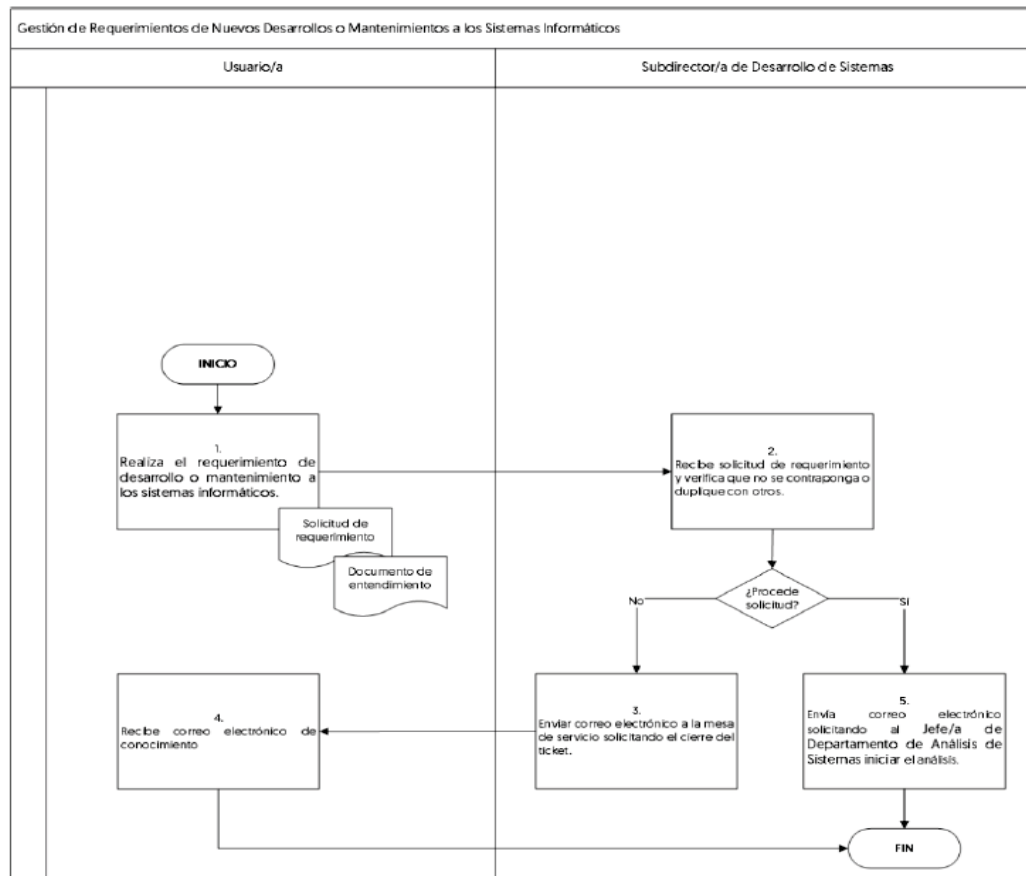 Gestión de Requerimientos de Nuevos Desarrollos o Mantenimientos a los Sistemas Informáticos
Usuario/a
Subdirector/a de Desarrollo de Sistemas
INICIO
1.
Realiza el requerimiento de
desarrollo o mantenimiento a
los sistemas informáticos.
Solicitud de
requerimiento
Documento de
entendimiento
2.
Recibe solicitud de requerimiento
y verifica que no se contraponga o
duplique con otros.
¿Procede
solicitud?
No
Sí
4.
Recibe correo electrónico de
conocimiento
3.
Enviar correo electrónico a la mesa
de servicio solicitando el cierre del
ticket.
5.
Envía correo electrónico
solicitando al Jefe/a de
Departamento de Análisis de
Sistemas iniciar el análisis.
FIN